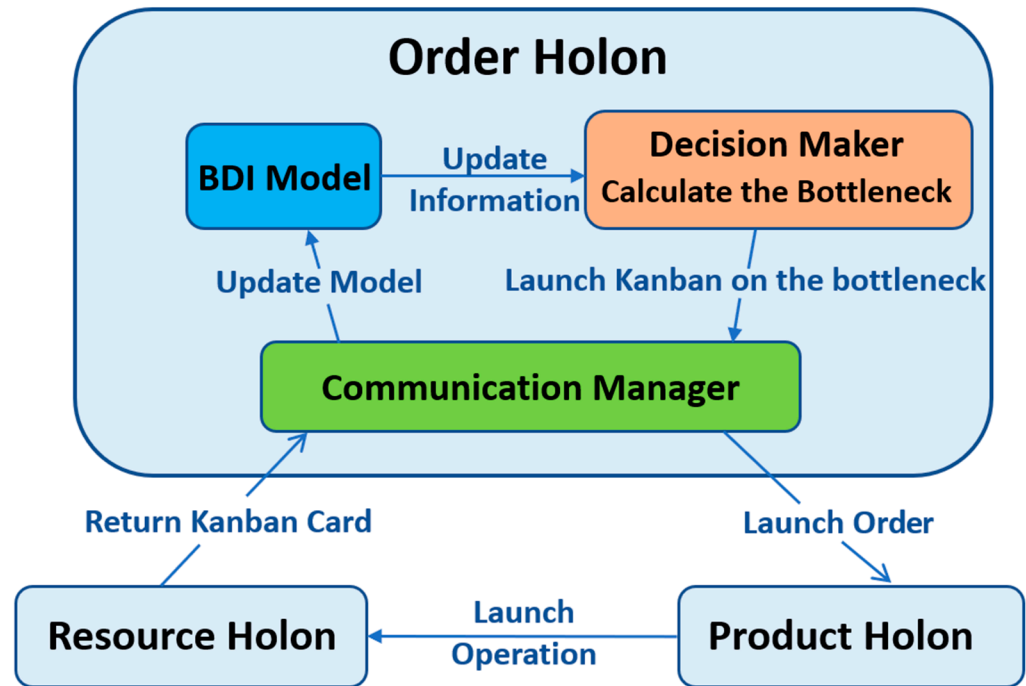 Order Holon
BDI Model
Update
Information
Decision Maker
Calculate the Bottleneck
Update Model
Launch Kanban on the bottleneck
Communication Manager
Return Kanban Card
Launch Order
Resource Holon
Launch
Operation
Product Holon